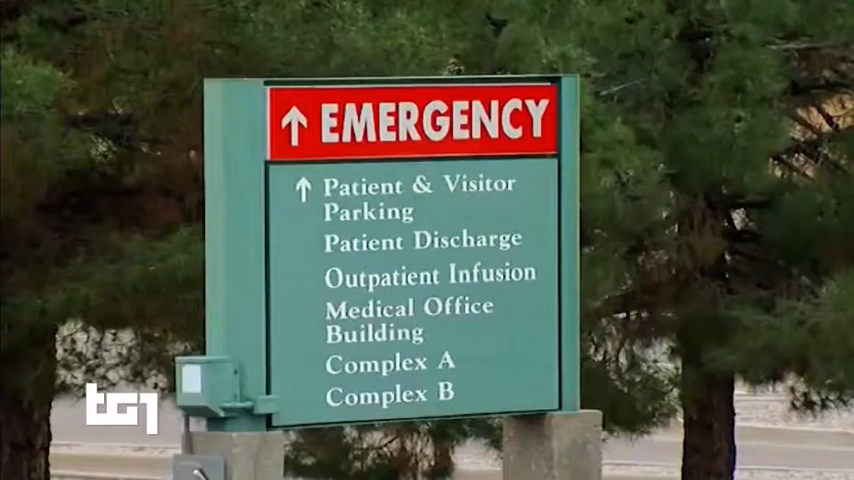 ↑ EMERGENCY
↑ Patient & Visitor
Parking
Patient Discharge
Outpatient Infusion
Medical Office
Building
Complex A
Complex B
tg1